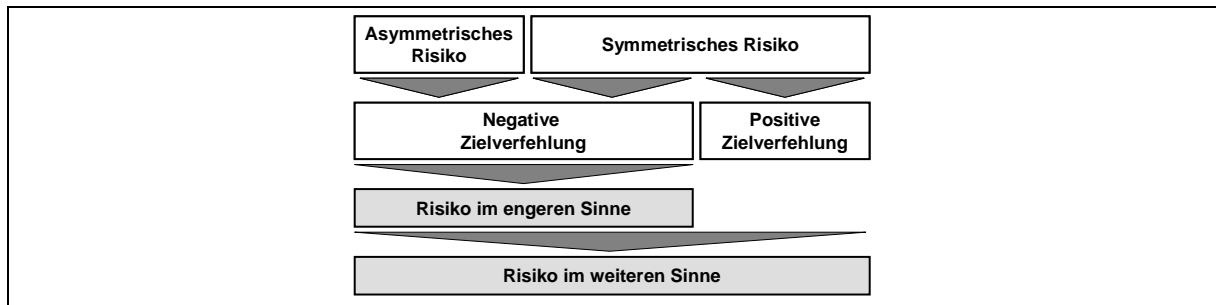 Asymmetrisches
Risiko
Symmetrisches Risiko
Negative
Zielverfehlung
Positive
Zielverfehlung
Risiko im engeren Sinne
Risiko im weiteren Sinne